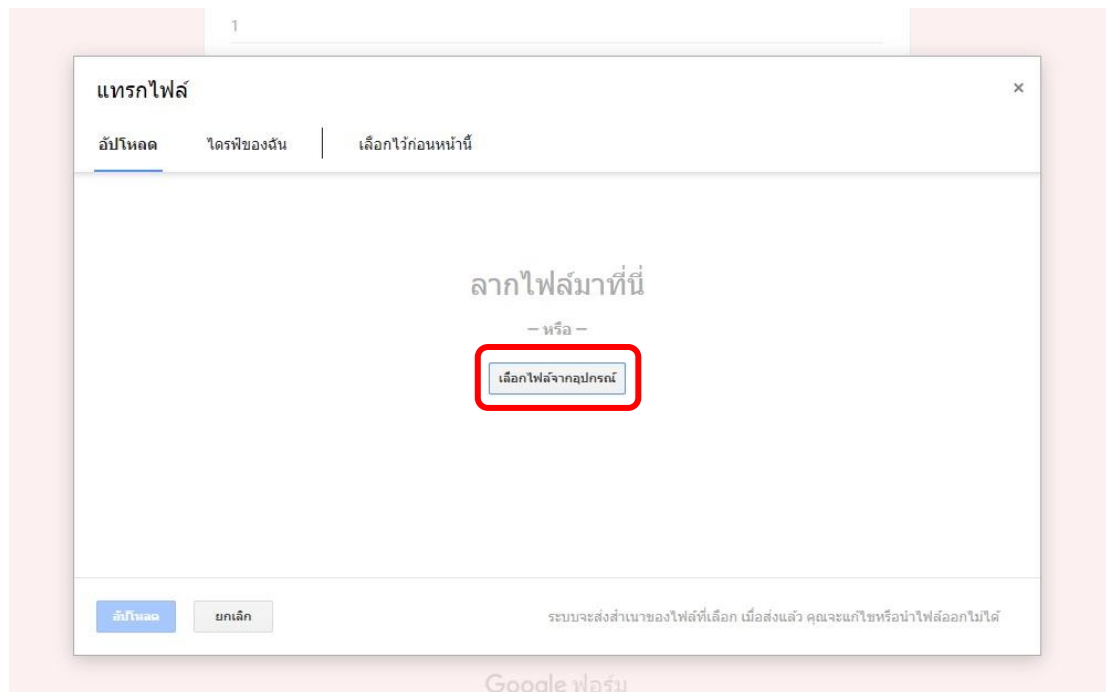 1
แทรกไฟล์ ×
อัปโหลด ไดรฟ์ของฉัน เลือกไว้ก่อนหน้านี้
ลากไฟล์มาที่นี่
– หรือ –
เลือกไฟล์จากอุปกรณ์
อัปโหลด ยกเลิก ระบบจะส่งสำเนาของไฟล์ที่เลือก เมื่อส่งแล้ว คุณจะแก้ไขหรือนำไฟล์ออกไม่ได้
Google ฟอร์ม